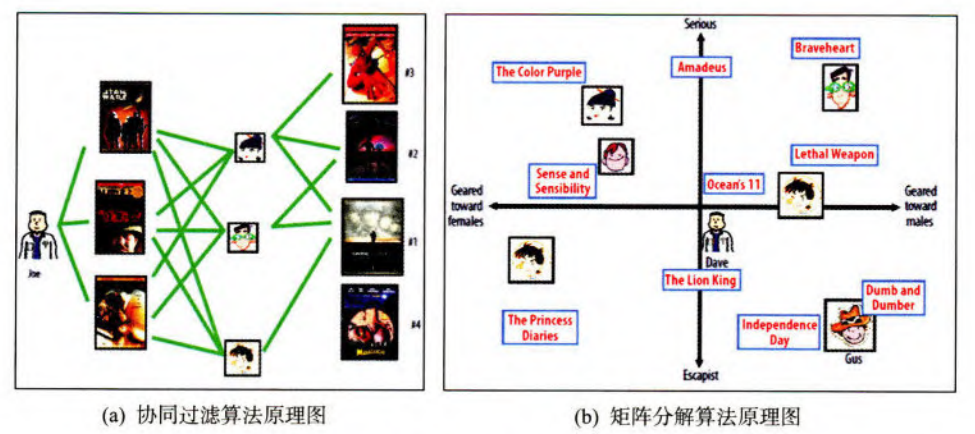 STAR
WARS
#3
#2
#1
#4
Joe
(a) 协同过滤算法原理图
Serious
Braveheart
Amadeus
The Color Purple
Lethal Weapon
Sense and
Sensibility
Ocean's 11
Geared
toward
females
Geared
toward
males
Dave
The Lion King
Dumb and
Dumber
The Princess
Diaries
Independence
Day
Gus
Escapist
(b) 矩阵分解算法原理图